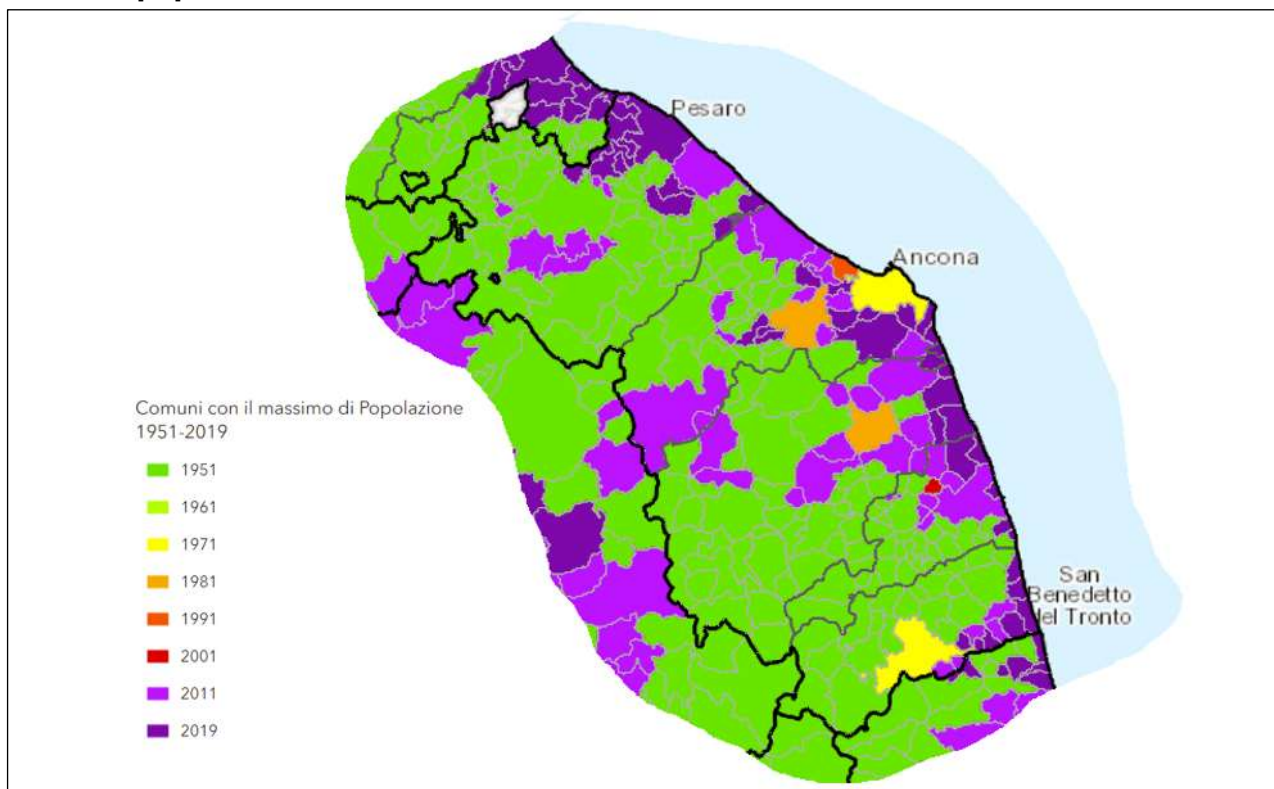 Pesaro
Ancona
Comuni con il massimo di Popolazione
1951-2019
1951
1961
1971
1981
1991
2001
2011
2019
San
Benedetto
del Tronto